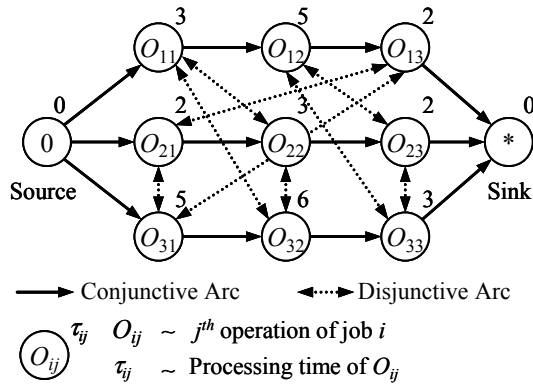 3 5 2
O11 O12 O13
0 2 3 2 0
0 O21 O22 O23 *
Source 5 6 3 Sink
O31 O32 O33
Conjunctive Arc Disjunctive Arc
τij Oij ~ jth operation of job i
Oij τij ~ Processing time of Oij